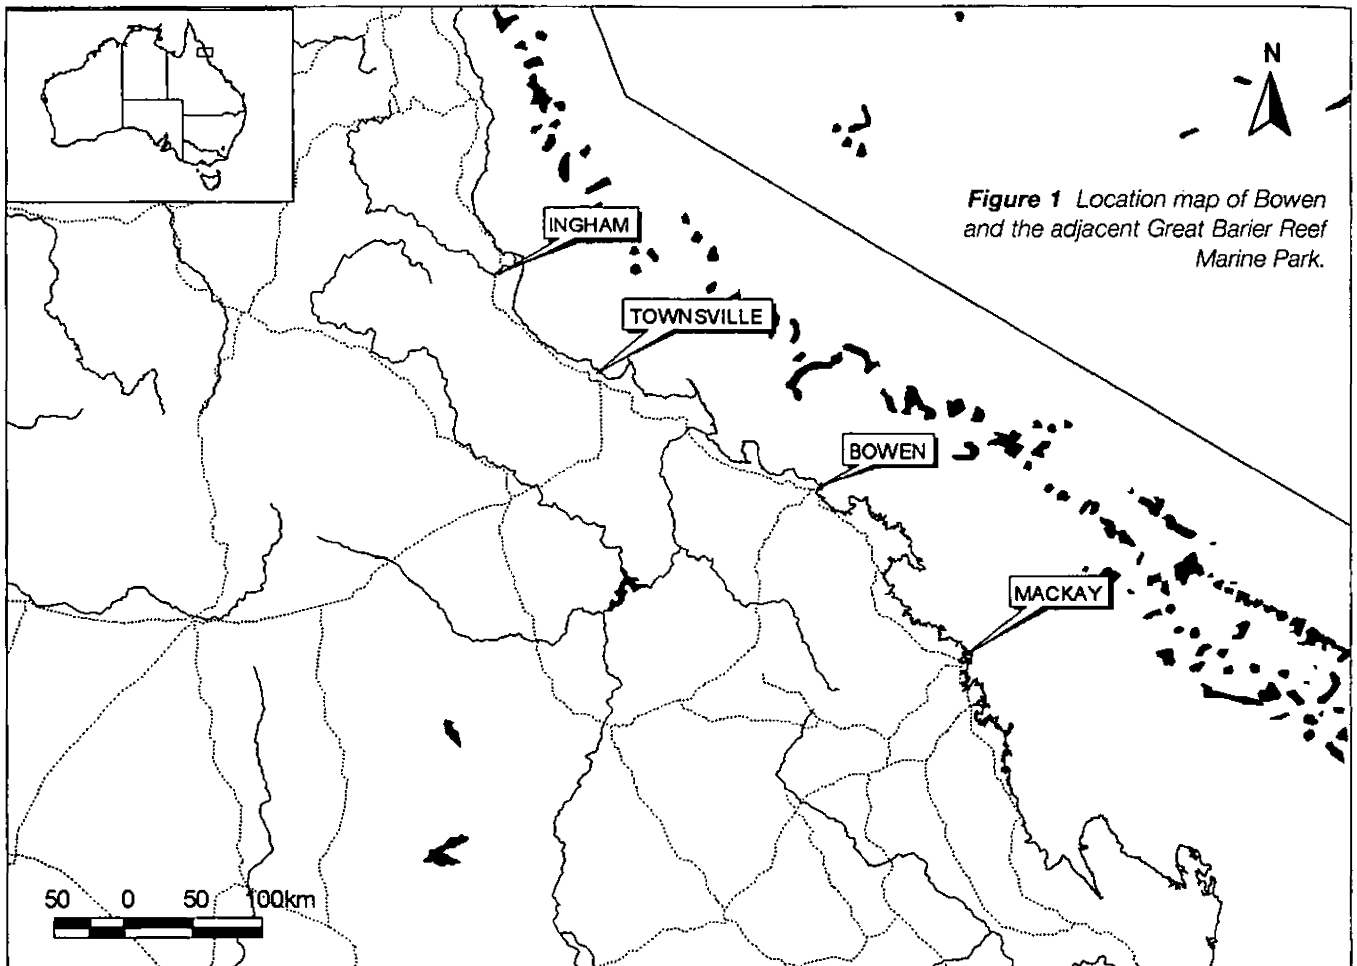 N
Figure 1 Location map of Bowen
and the adjacent Great Barier Reef
Marine Park.
INGHAM
TOWNSVILLE
BOWEN
MACKAY
50 0 50 100km